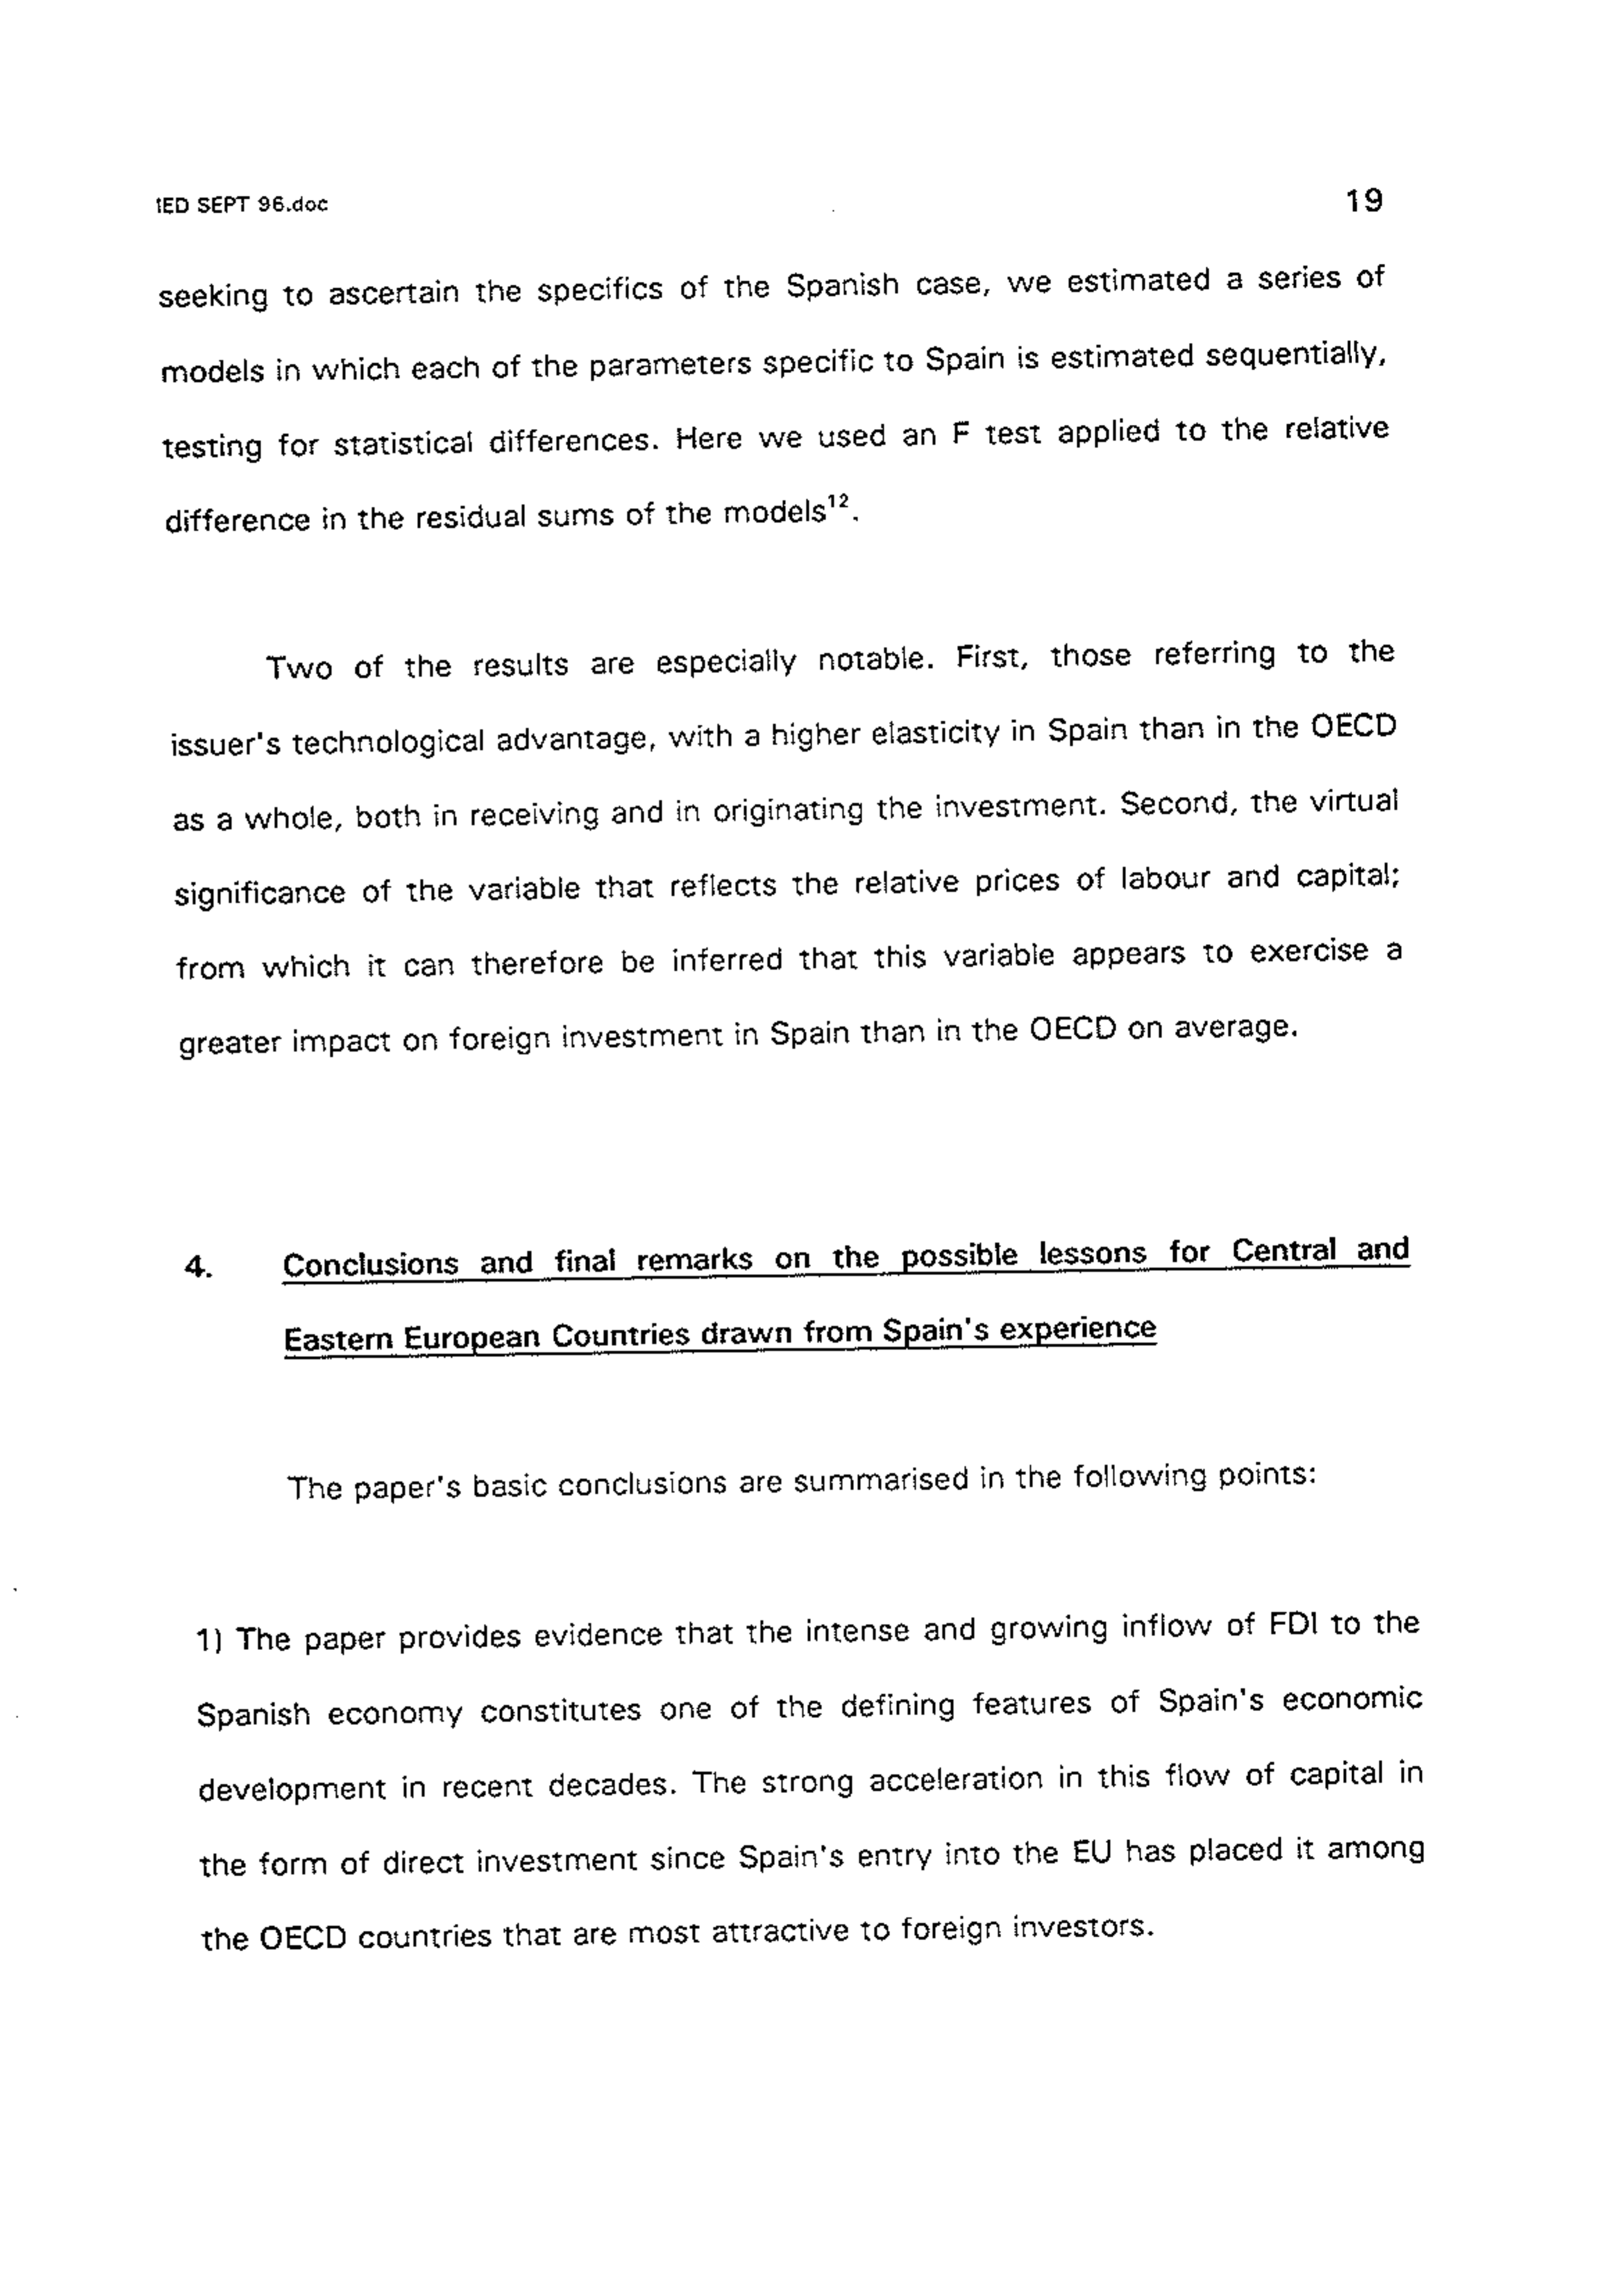 IED SEPT 96.doc
19
seeking to ascertain the specifics of the Spanish case, we estimated a series of
models in which each of the parameters specific to Spain is estimated sequentially,
testing for statistical differences. Here we used an F test applied to the relative
difference in the residual sums of the models¹².
Two of the results are especially notable. First, those referring to the
issuer's technological advantage, with a higher elasticity in Spain than in the OECD
as a whole, both in receiving and in originating the investment. Second, the virtual
significance of the variable that reflects the relative prices of labour and capital;
from which it can therefore be inferred that this variable appears to exercise a
greater impact on foreign investment in Spain than in the OECD on average.
4. Conclusions and final remarks on the possible lessons for Central and
Eastern European Countries drawn from Spain's experience
The paper's basic conclusions are summarised in the following points:
1) The paper provides evidence that the intense and growing inflow of FDI to the
Spanish economy constitutes one of the defining features of Spain's economic
development in recent decades. The strong acceleration in this flow of capital in
the form of direct investment since Spain's entry into the EU has placed it among
the OECD countries that are most attractive to foreign investors.